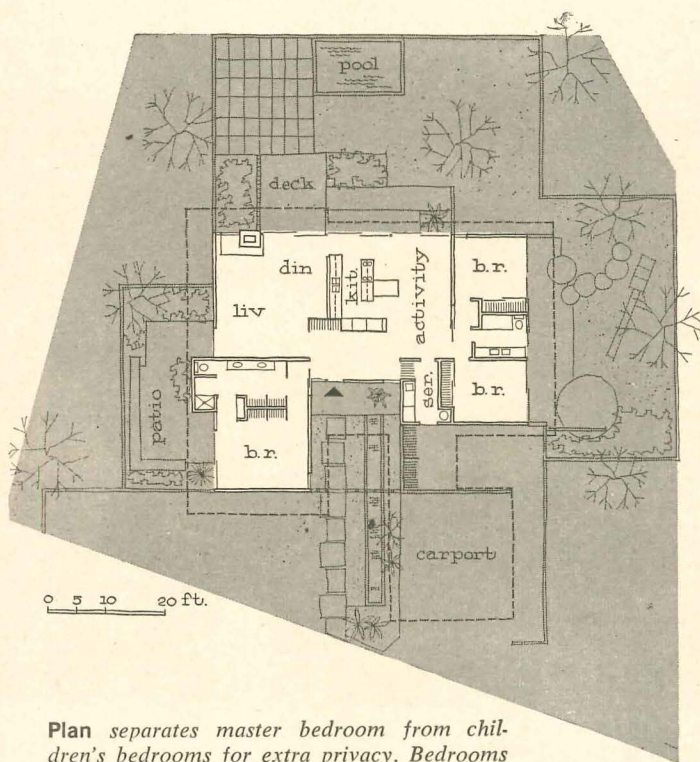 pool
deck
din
kit.
activity
b.r.
liv
patio
b.r.
ser.
b.r.
carport
0 5 10 20 ft.
Plan separates master bedroom from chil-
dren's bedrooms for extra privacy. Bedrooms